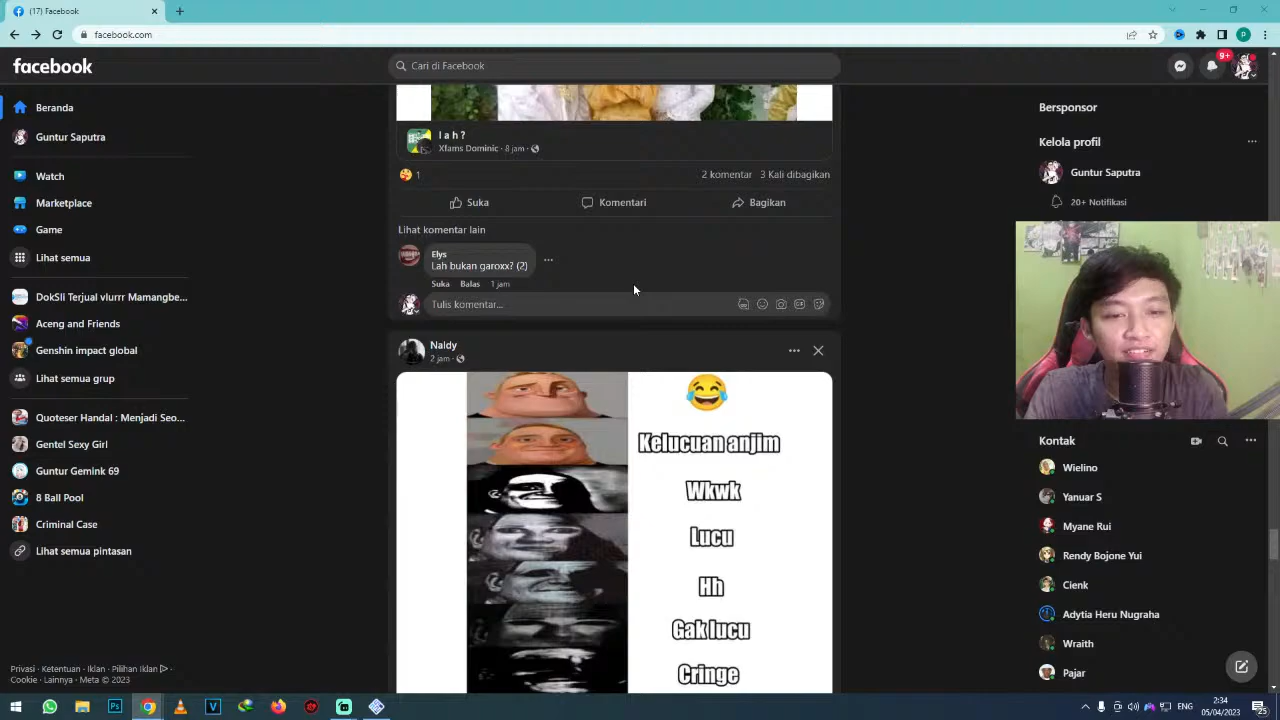 (17) Facebook
facebook.com
facebook
Cari di Facebook
9+
Beranda
Guntur Saputra
Watch
Marketplace
Game
Lihat semua
DokSli Terjual vlurrr Mamangbe...
Aceng and Friends
Genshin impact global
Lihat semua grup
Quoteser Handal : Menjadi Seo...
Gentel Sexy Girl
Guntur Gemink 69
8 Ball Pool
Criminal Case
Lihat semua pintasan
Privasi · Ketentuan · Iklan · Pilihan Iklan ·
Cookie · Lainnya · Meta © 2023
l a h ?
Xfams Dominic · 8 jam ·
1
2 komentar 3 Kali dibagikan
Suka
Komentari
Bagikan
Lihat komentar lain
Elys
Lah bukan garoxx? (2)
Suka Balas 1 jam
Tulis komentar...
Naldy
2 jam ·
Kelucuan anjim
Wkwk
Lucu
Hh
Gak lucu
Cringe
Bersponsor
Kelola profil
Guntur Saputra
20+ Notifikasi
Kontak
Wielino
Yanuar S
Myane Rui
Rendy Bojone Yui
Cienk
Adytia Heru Nugraha
Wraith
Pajar
ENG
2:34
05/04/2023